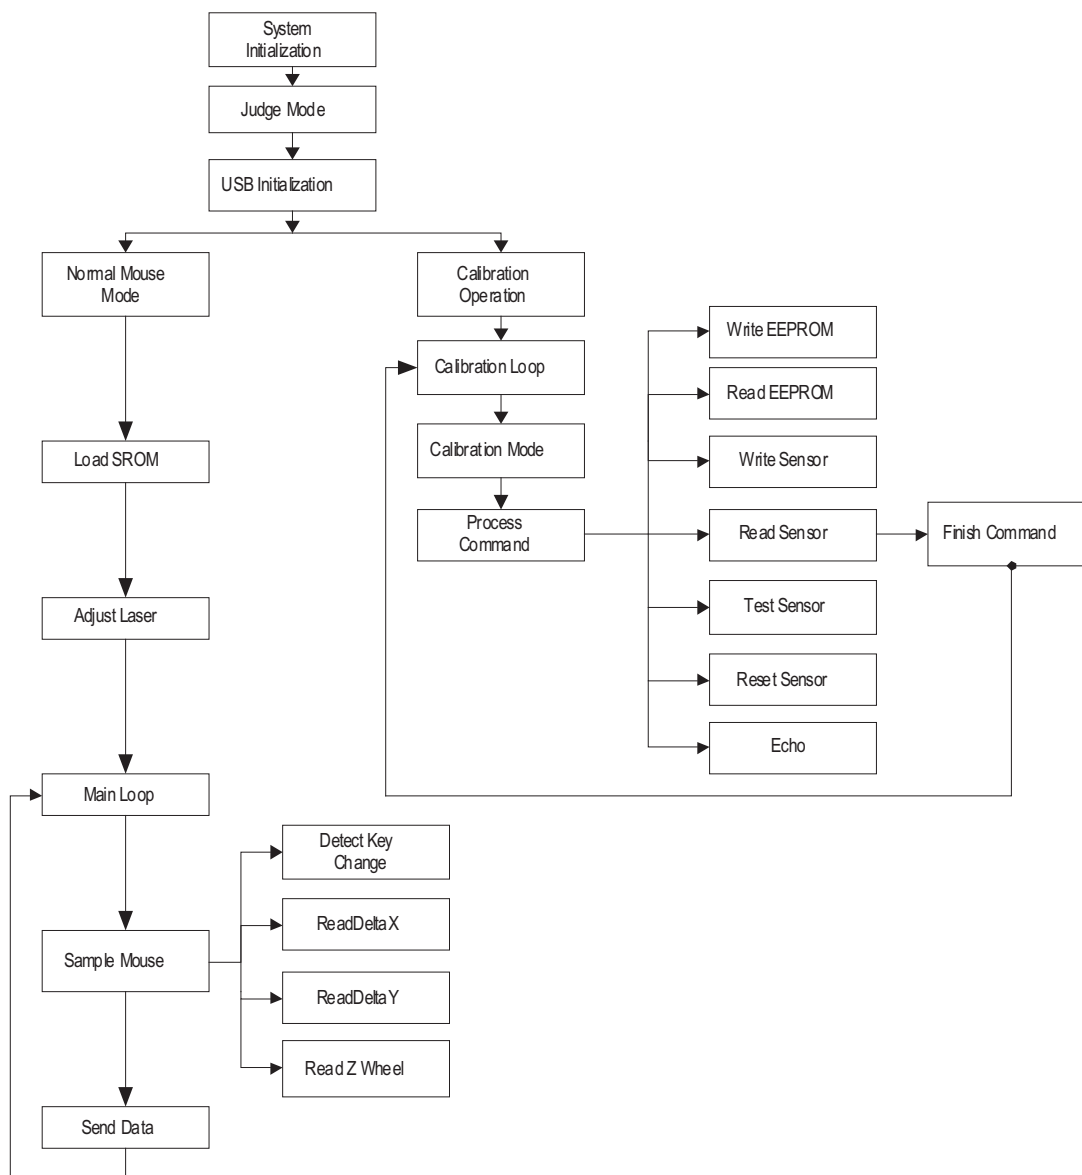 System
Initialization
Judge Mode
USB Initialization
Normal Mouse
Mode
Load SROM
Adjust Laser
Main Loop
Sample Mouse
Detect Key
Change
ReadDeltaX
ReadDeltaY
Read Z Wheel
Send Data
Calibration
Operation
Calibration Loop
Calibration Mode
Process
Command
Write EEPROM
Read EEPROM
Write Sensor
Read Sensor
Test Sensor
Reset Sensor
Echo
Finish Command